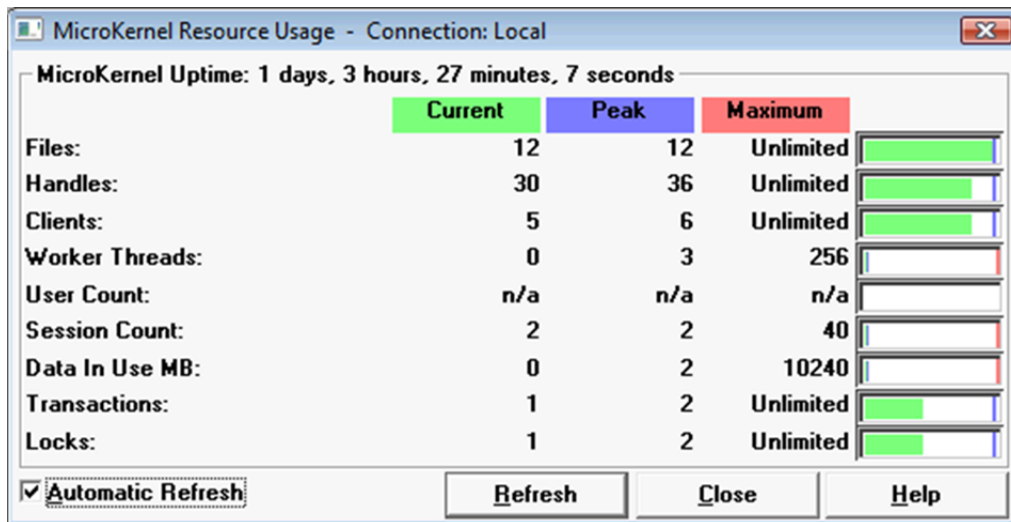 MicroKernel Resource Usage - Connection: Local
MicroKernel Uptime: 1 days, 3 hours, 27 minutes, 7 seconds
Current Peak Maximum
Files: 12 12 Unlimited
Handles: 30 36 Unlimited
Clients: 5 6 Unlimited
Worker Threads: 0 3 256
User Count: n/a n/a n/a
Session Count: 2 2 40
Data In Use MB: 0 2 10240
Transactions: 1 2 Unlimited
Locks: 1 2 Unlimited
Automatic Refresh Refresh Close Help